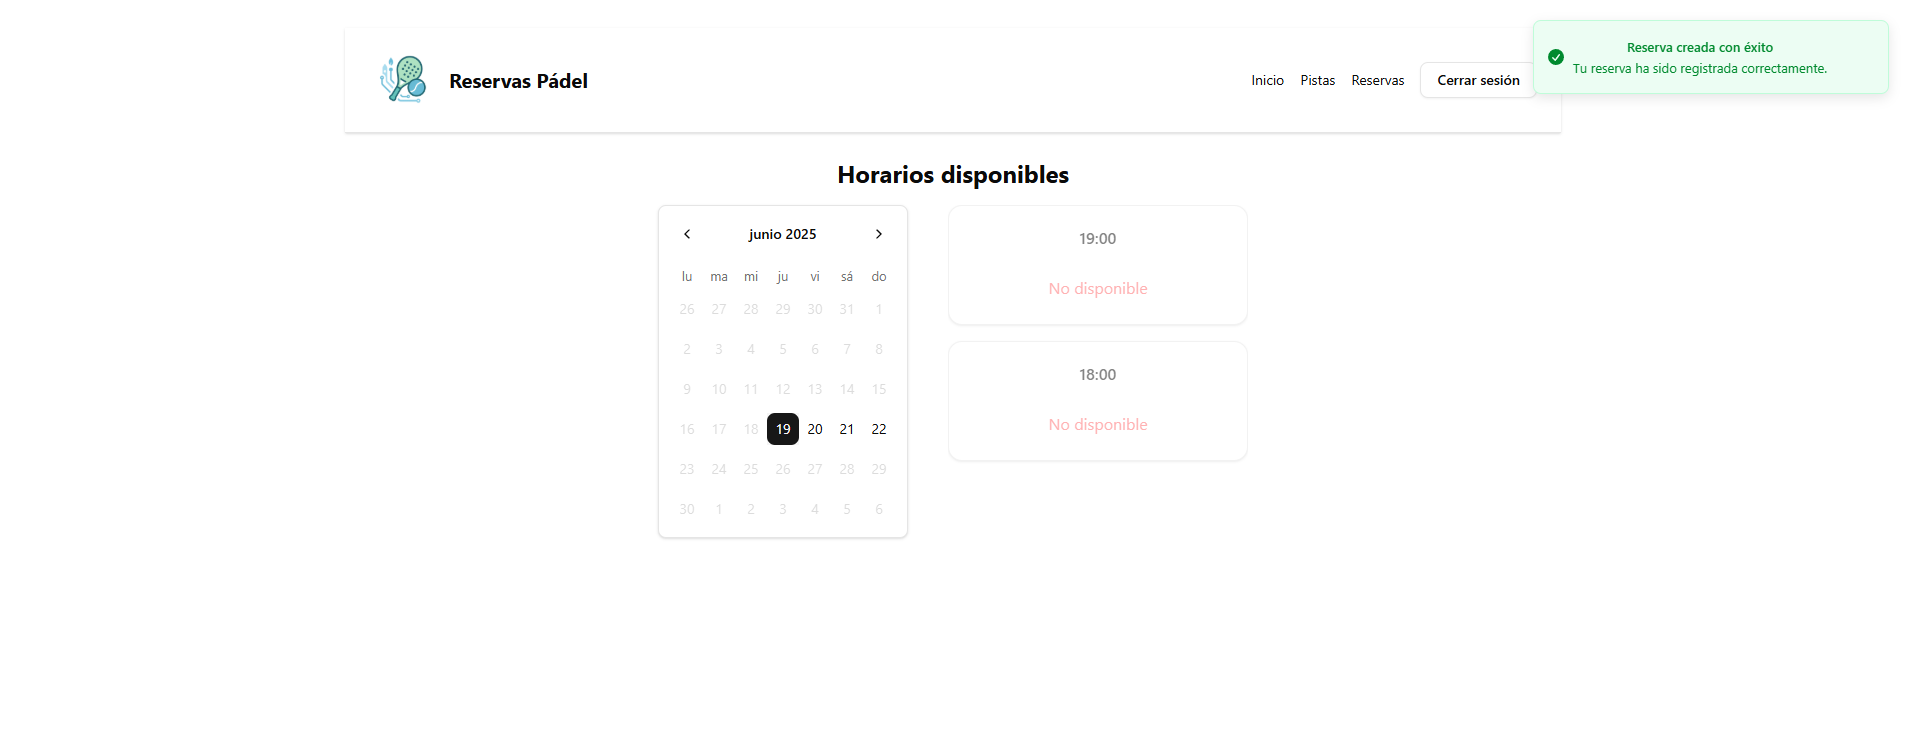 Reserva creada con éxito
Tu reserva ha sido registrada correctamente.
Reservas Pádel
Inicio Pistas Reservas Cerrar sesión
Horarios disponibles
junio 2025
lu ma mi ju vi sá do
26 27 28 29 30 31 1
2 3 4 5 6 7 8
9 10 11 12 13 14 15
16 17 18 19 20 21 22
23 24 25 26 27 28 29
30 1 2 3 4 5 6
19:00
No disponible
18:00
No disponible